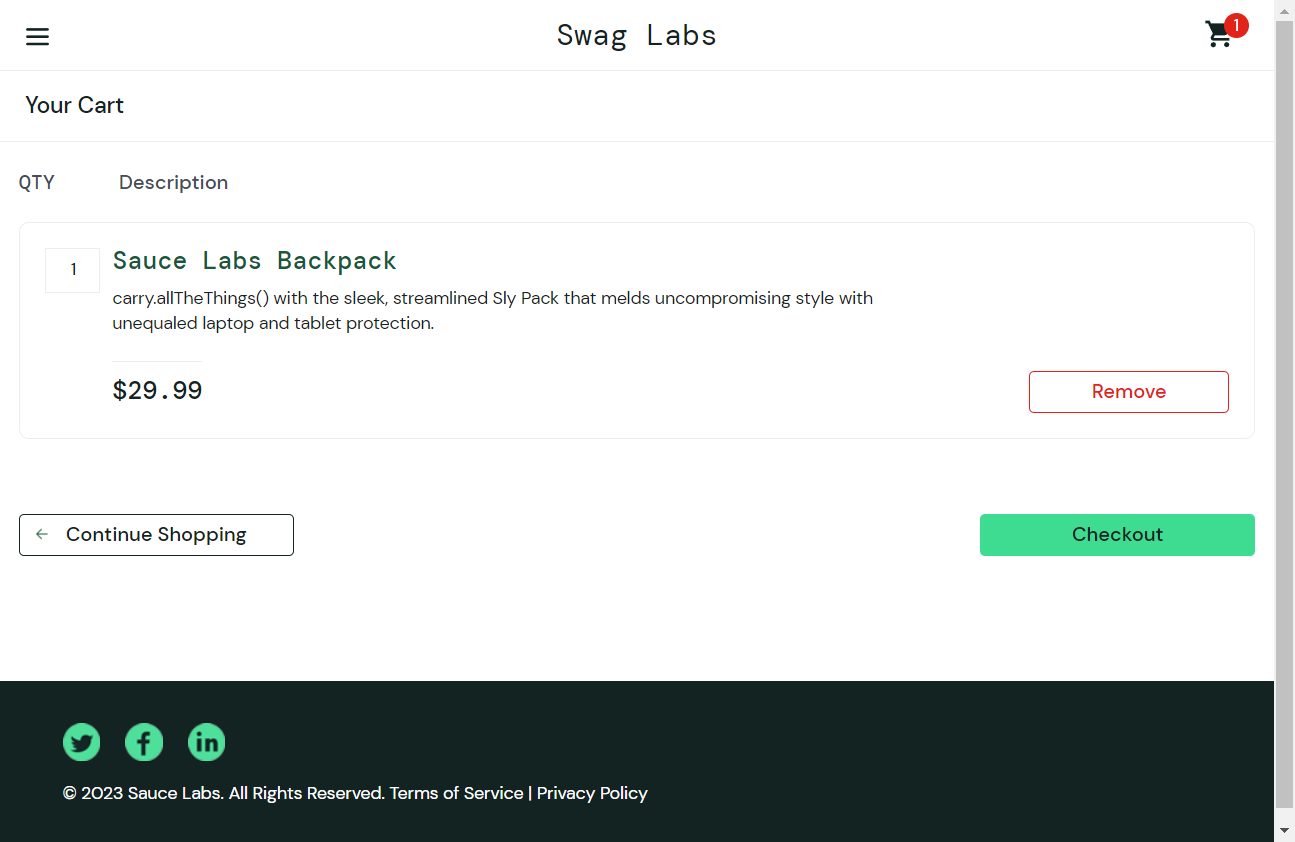 Swag Labs
1
Your Cart
QTY Description
1
Sauce Labs Backpack
carry.allTheThings() with the sleek, streamlined Sly Pack that melds uncompromising style with
unequaled laptop and tablet protection.
$29.99
Remove
Continue Shopping
Checkout
© 2023 Sauce Labs. All Rights Reserved. Terms of Service | Privacy Policy